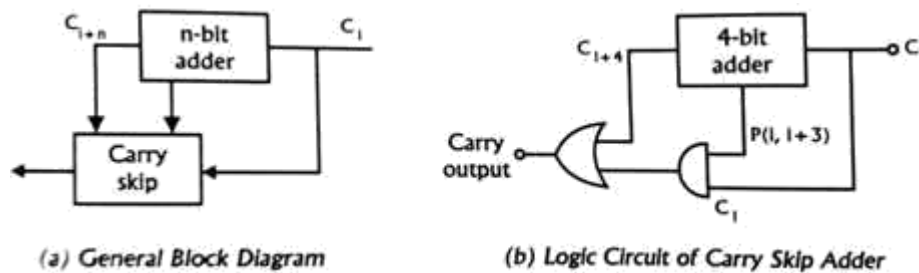 C_{i+n}
n-bit adder
C_i
Carry skip
(a) General Block Diagram
C_{i+4}
4-bit adder
C
P(i, i+3)
Carry output
C_i
(b) Logic Circuit of Carry Skip Adder